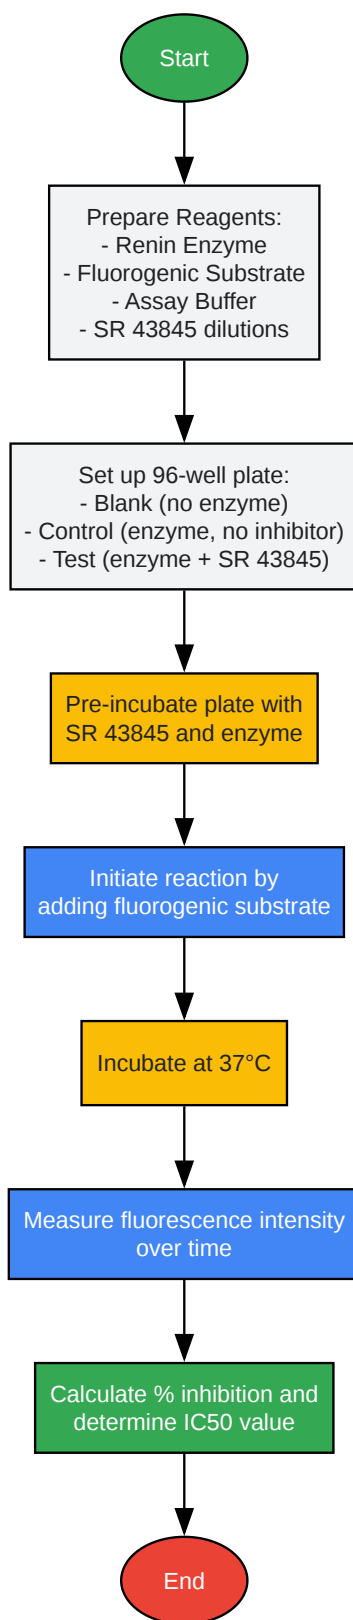 Start
Prepare Reagents:
- Renin Enzyme
- Fluorogenic Substrate
- Assay Buffer
- SR 43845 dilutions
Set up 96-well plate:
- Blank (no enzyme)
- Control (enzyme, no inhibitor)
- Test (enzyme + SR 43845)
Pre-incubate plate with
SR 43845 and enzyme
Initiate reaction by
adding fluorogenic substrate
Incubate at 37°C
Measure fluorescence intensity
over time
Calculate % inhibition and
determine IC50 value
End